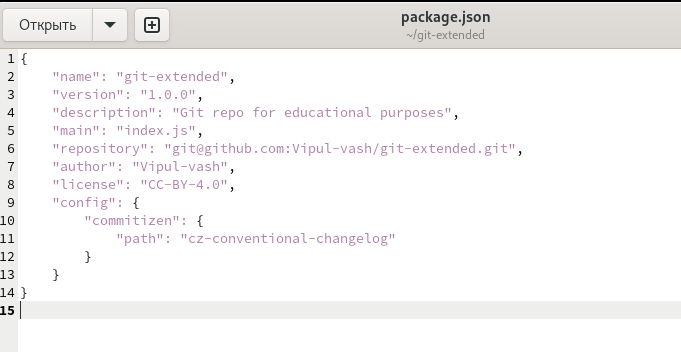 Открыть
package.json
~/git-extended
1 {
2     "name": "git-extended",
3     "version": "1.0.0",
4     "description": "Git repo for educational purposes",
5     "main": "index.js",
6     "repository": "git@github.com:Vipul-vash/git-extended.git",
7     "author": "Vipul-vash",
8     "license": "CC-BY-4.0",
9     "config": {
10         "commitizen": {
11             "path": "cz-conventional-changelog"
12         }
13     }
14 }
15